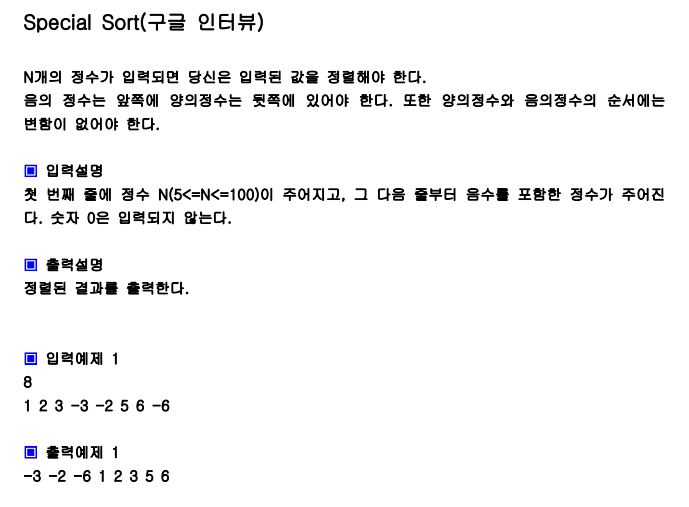 Special Sort(구글 인터뷰)
N개의 정수가 입력되면 당신은 입력된 값을 정렬해야 한다.
음의 정수는 앞쪽에 양의정수는 뒷쪽에 있어야 한다. 또한 양의정수와 음의정수의 순서에는
변함이 없어야 한다.
▣ 입력설명
첫 번째 줄에 정수 N(5<=N<=100)이 주어지고, 그 다음 줄부터 음수를 포함한 정수가 주어진
다. 숫자 0은 입력되지 않는다.
▣ 출력설명
정렬된 결과를 출력한다.
▣ 입력예제 1
8
1 2 3 -3 -2 5 6 -6
▣ 출력예제 1
-3 -2 -6 1 2 3 5 6